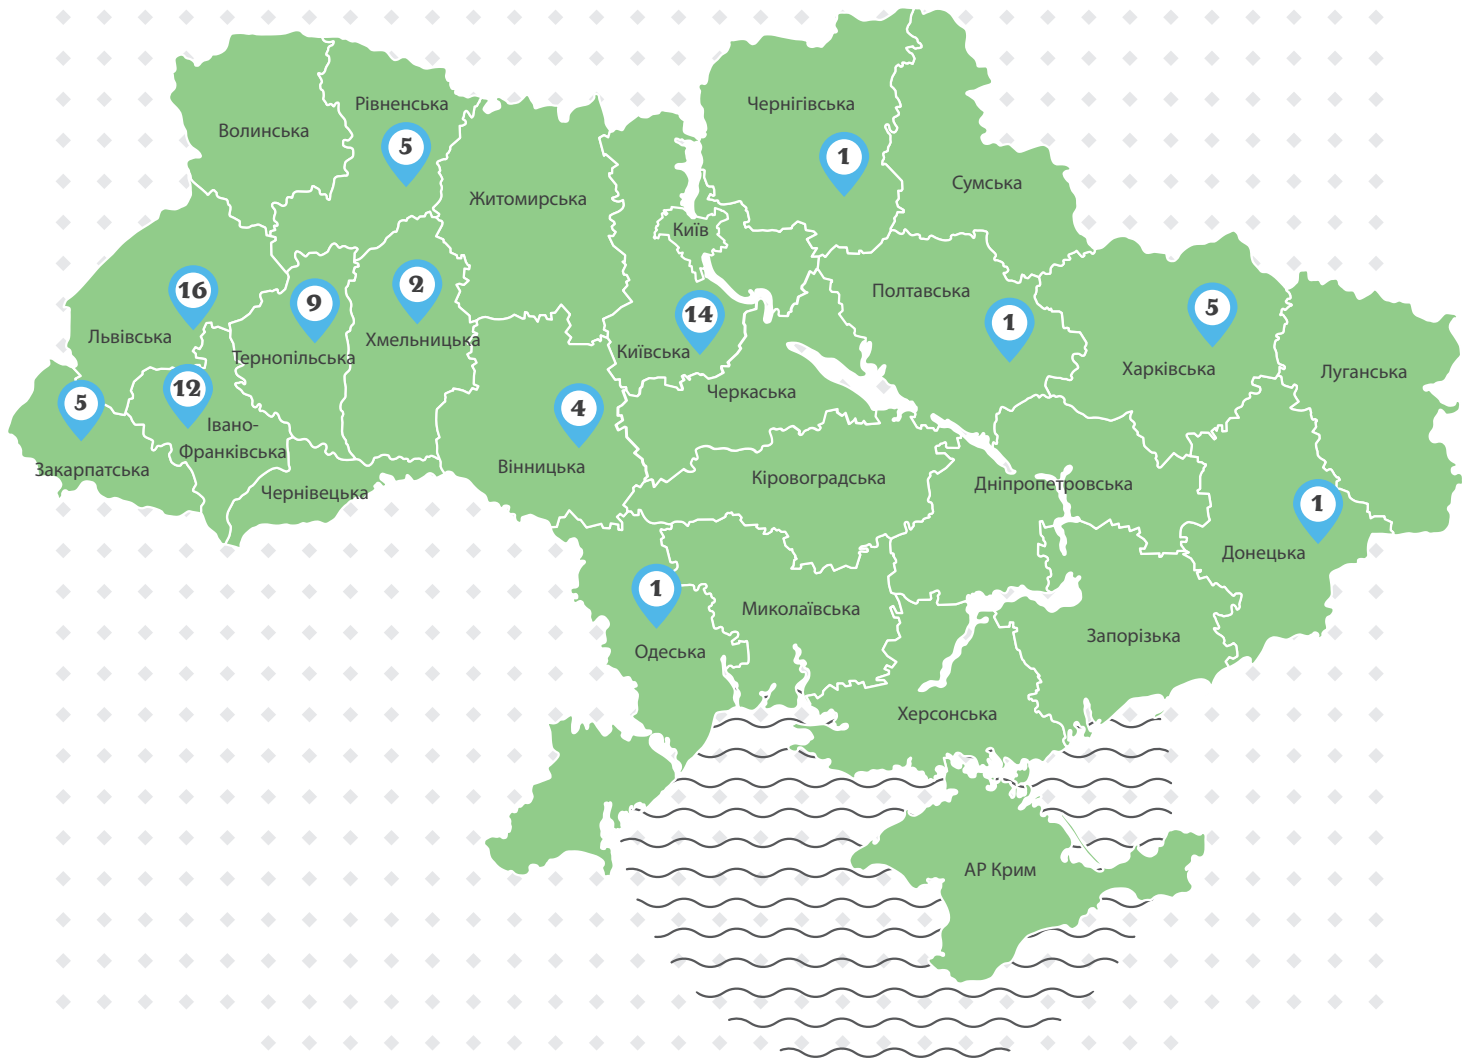 Рівненська
5
Волинська
Чернігівська
1
Житомирська
Сумська
Київ
16
Львівська
9
Тернопільська
2
Хмельницька
14
Київська
Полтавська
1
5
Харківська
Луганська
5
Закарпатська
12
Івано-
Франківська
Чернівецька
4
Вінницька
Черкаська
Кіровоградська
Дніпропетровська
1
Донецька
1
Одеська
Миколаївська
Запорізька
Херсонська
АР Крим